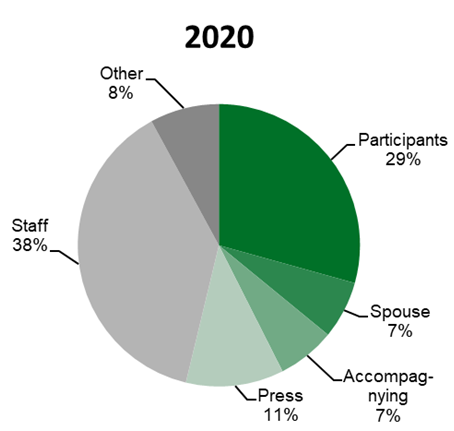 2020
Other
8%
Participants
29%
Staff
38%
Spouse
7%
Accompag-
nying
7%
Press
11%